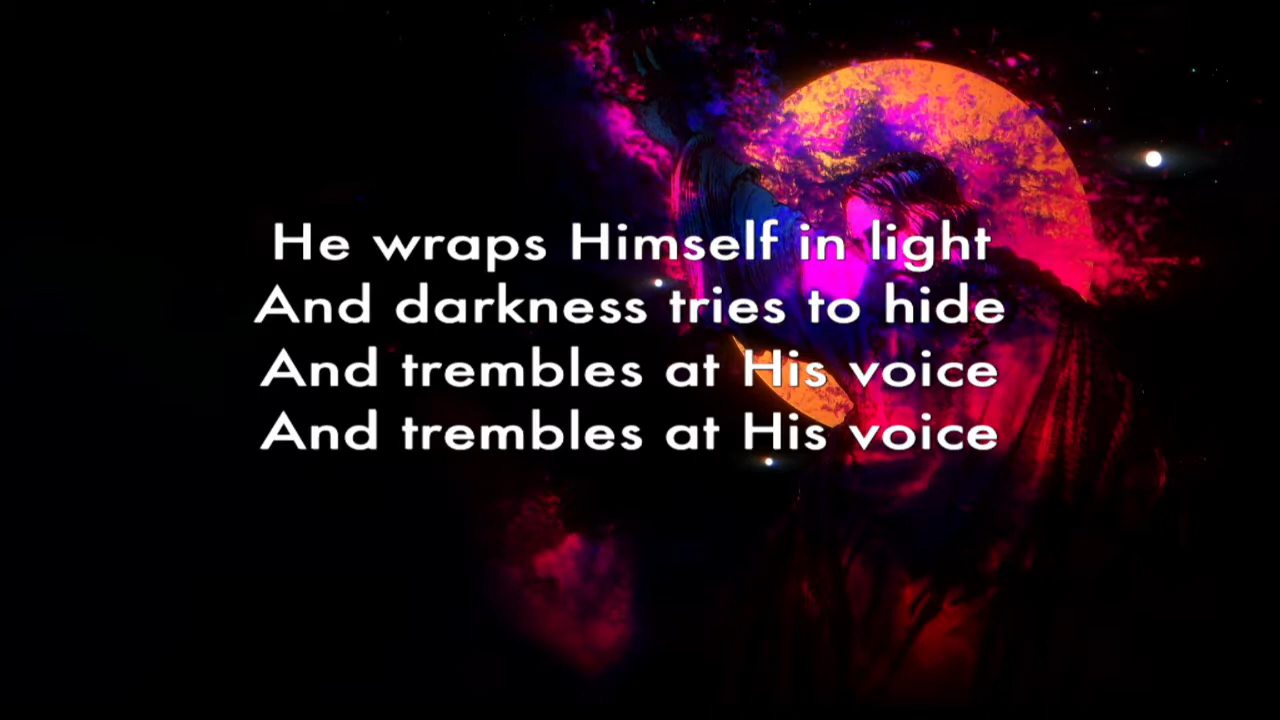 He wraps Himself in light
And darkness tries to hide
And trembles at His voice
And trembles at His voice